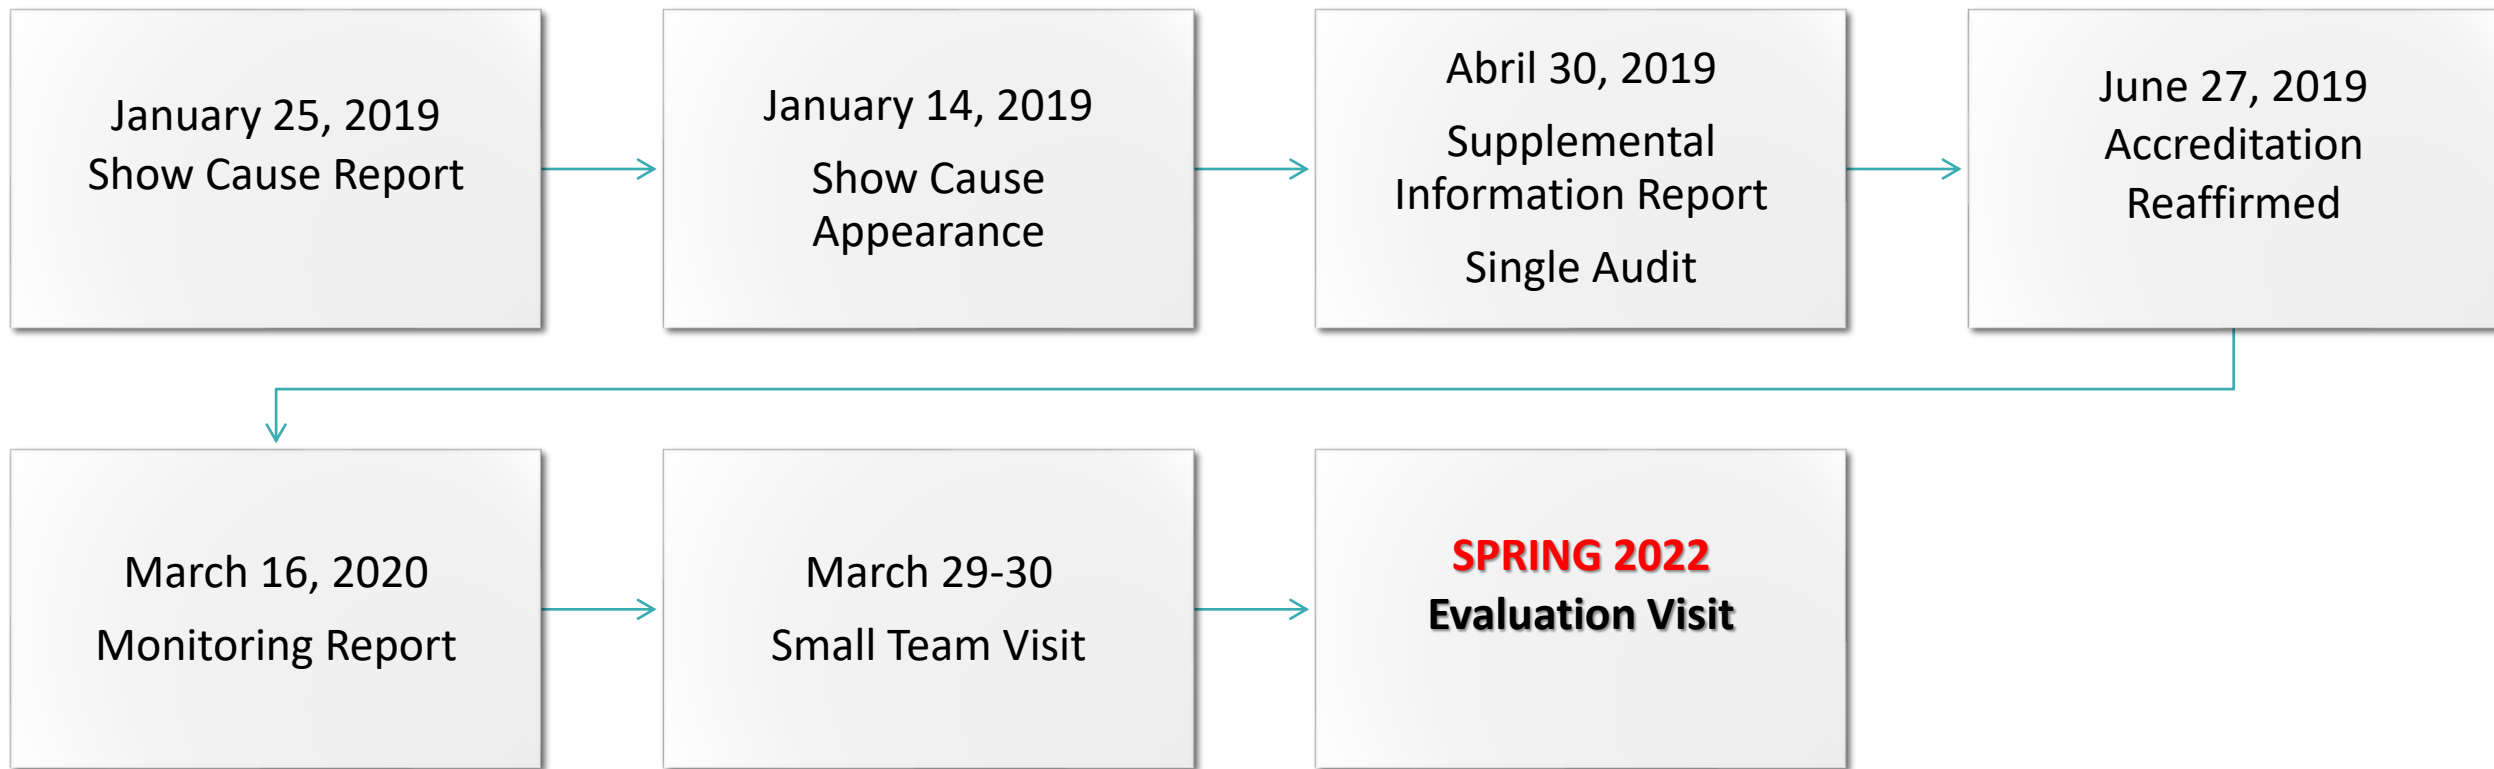 January 25, 2019
Show Cause Report
January 14, 2019
Show Cause
Appearance
Abril 30, 2019
Supplemental
Information Report
Single Audit
June 27, 2019
Accreditation
Reaffirmed
March 16, 2020
Monitoring Report
March 29-30
Small Team Visit
SPRING 2022
Evaluation Visit